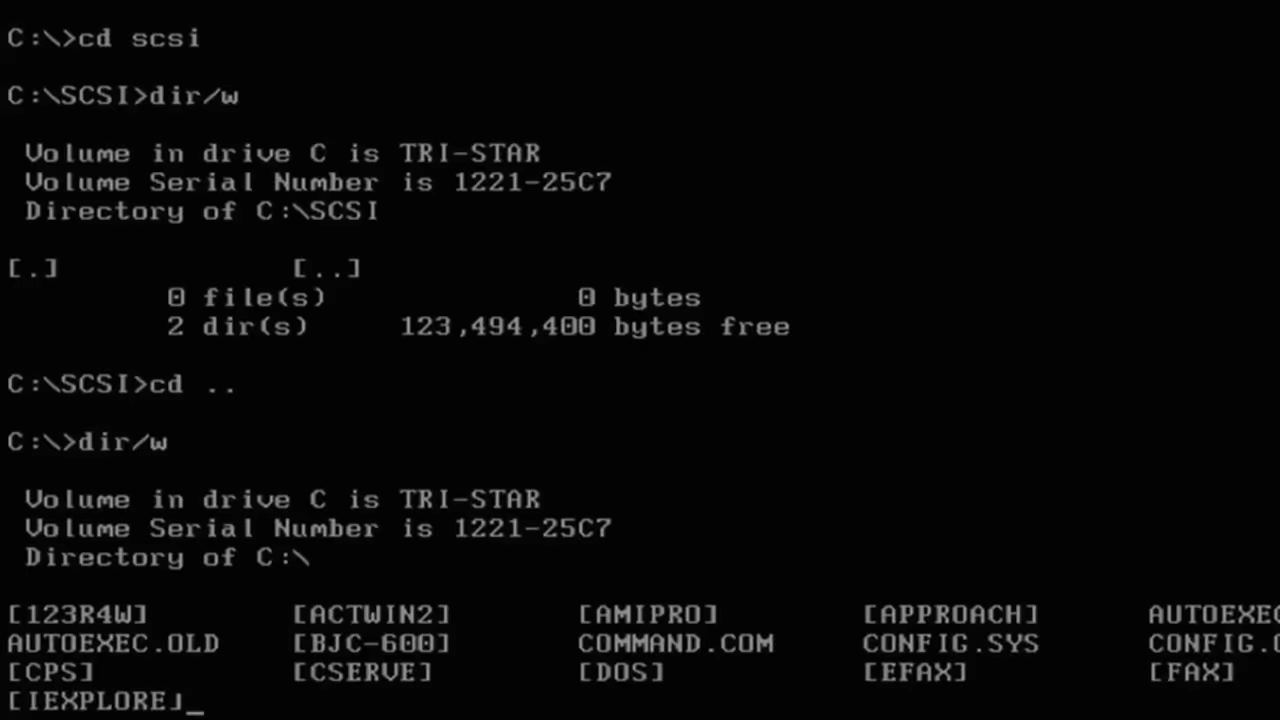 C:\>cd scsi
C:\SCSI>dir/w
Volume in drive C is TRI-STAR
Volume Serial Number is 1221-25C7
Directory of C:\SCSI
[.] [..]
0 file(s) 0 bytes
2 dir(s) 123,494,400 bytes free
C:\SCSI>cd ..
C:\>dir/w
Volume in drive C is TRI-STAR
Volume Serial Number is 1221-25C7
Directory of C:\
[123R4W] [ACTWIN2] [AMIPRO] [APPROACH] AUTOEXEC
AUTOEXEC.OLD [BJC-600] COMMAND.COM CONFIG.SYS CONFIG.
[CPS] [CSERVE] [DOS] [EFAX] [FAX]
[IEXPLORE]_